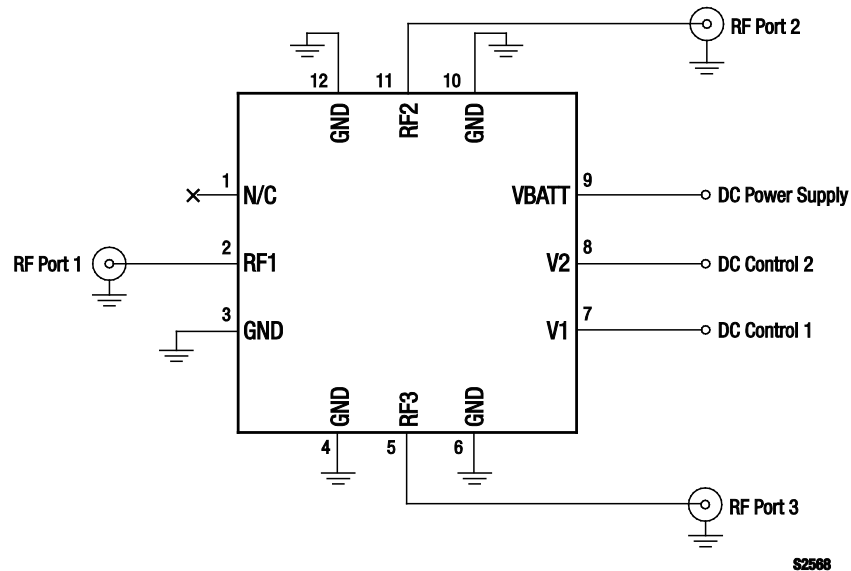 RF Port 2
12
11
10
GND
RF2
GND
1
N/C
VBATT
9
DC Power Supply
RF Port 1
2
RF1
V2
8
DC Control 2
3
GND
V1
7
DC Control 1
GND
RF3
GND
4
5
6
RF Port 3
S2568